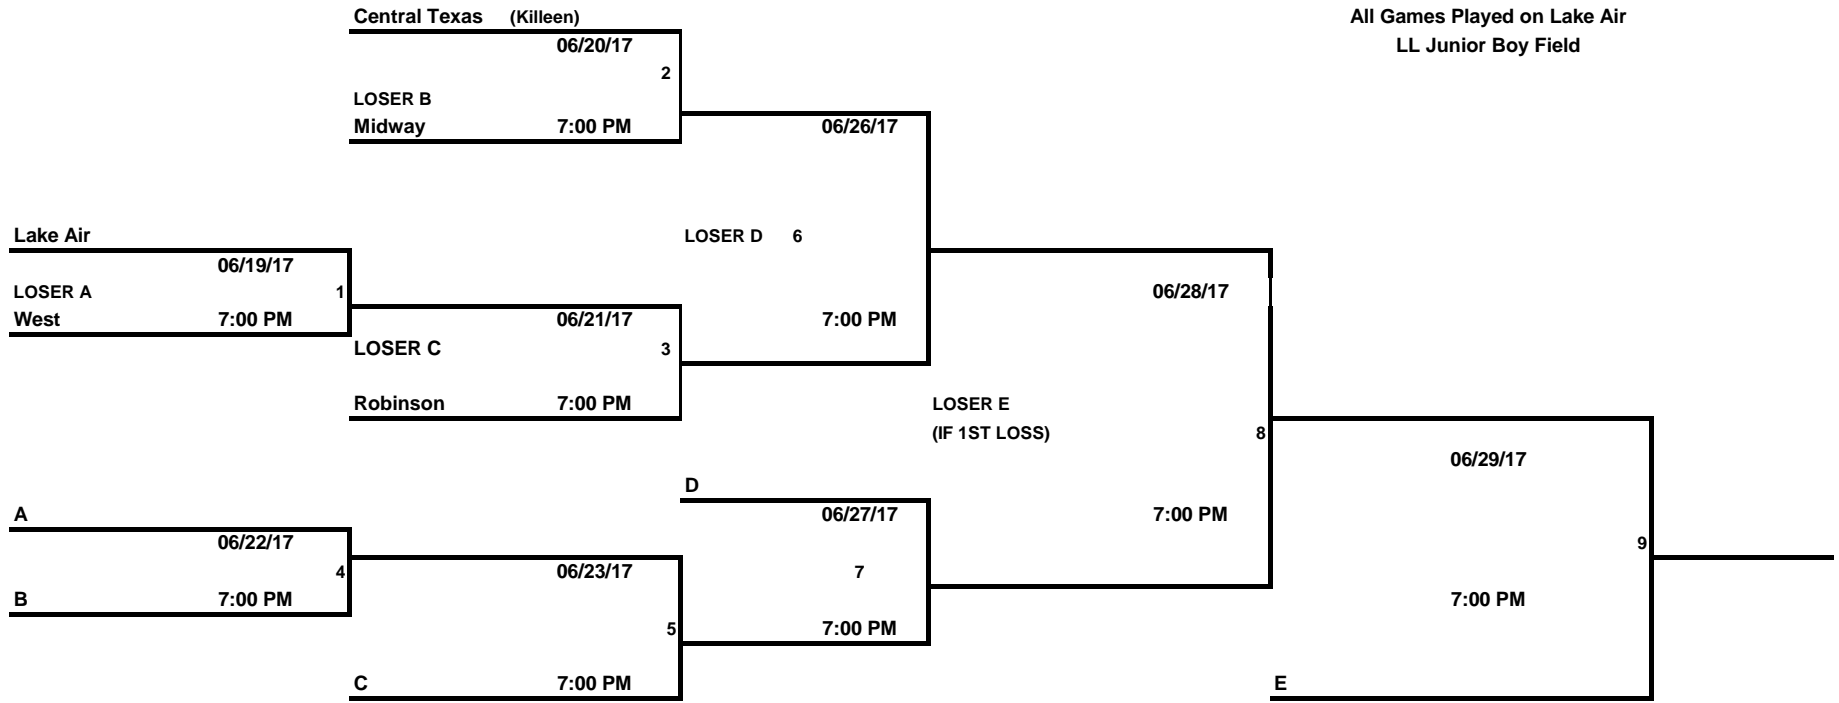 Central Texas (Killeen)
All Games Played on Lake Air
LL Junior Boy Field
06/20/17
2
LOSER B
Midway 7:00 PM
06/26/17
Lake Air
LOSER D 6
06/19/17
LOSER A 1
West 7:00 PM
06/21/17
7:00 PM
06/28/17
LOSER C 3
Robinson 7:00 PM
LOSER E
(IF 1ST LOSS)
8
06/29/17
D
A
06/27/17
7:00 PM
06/22/17
9
4
06/23/17
7
B 7:00 PM
7:00 PM
5
7:00 PM
C 7:00 PM
E